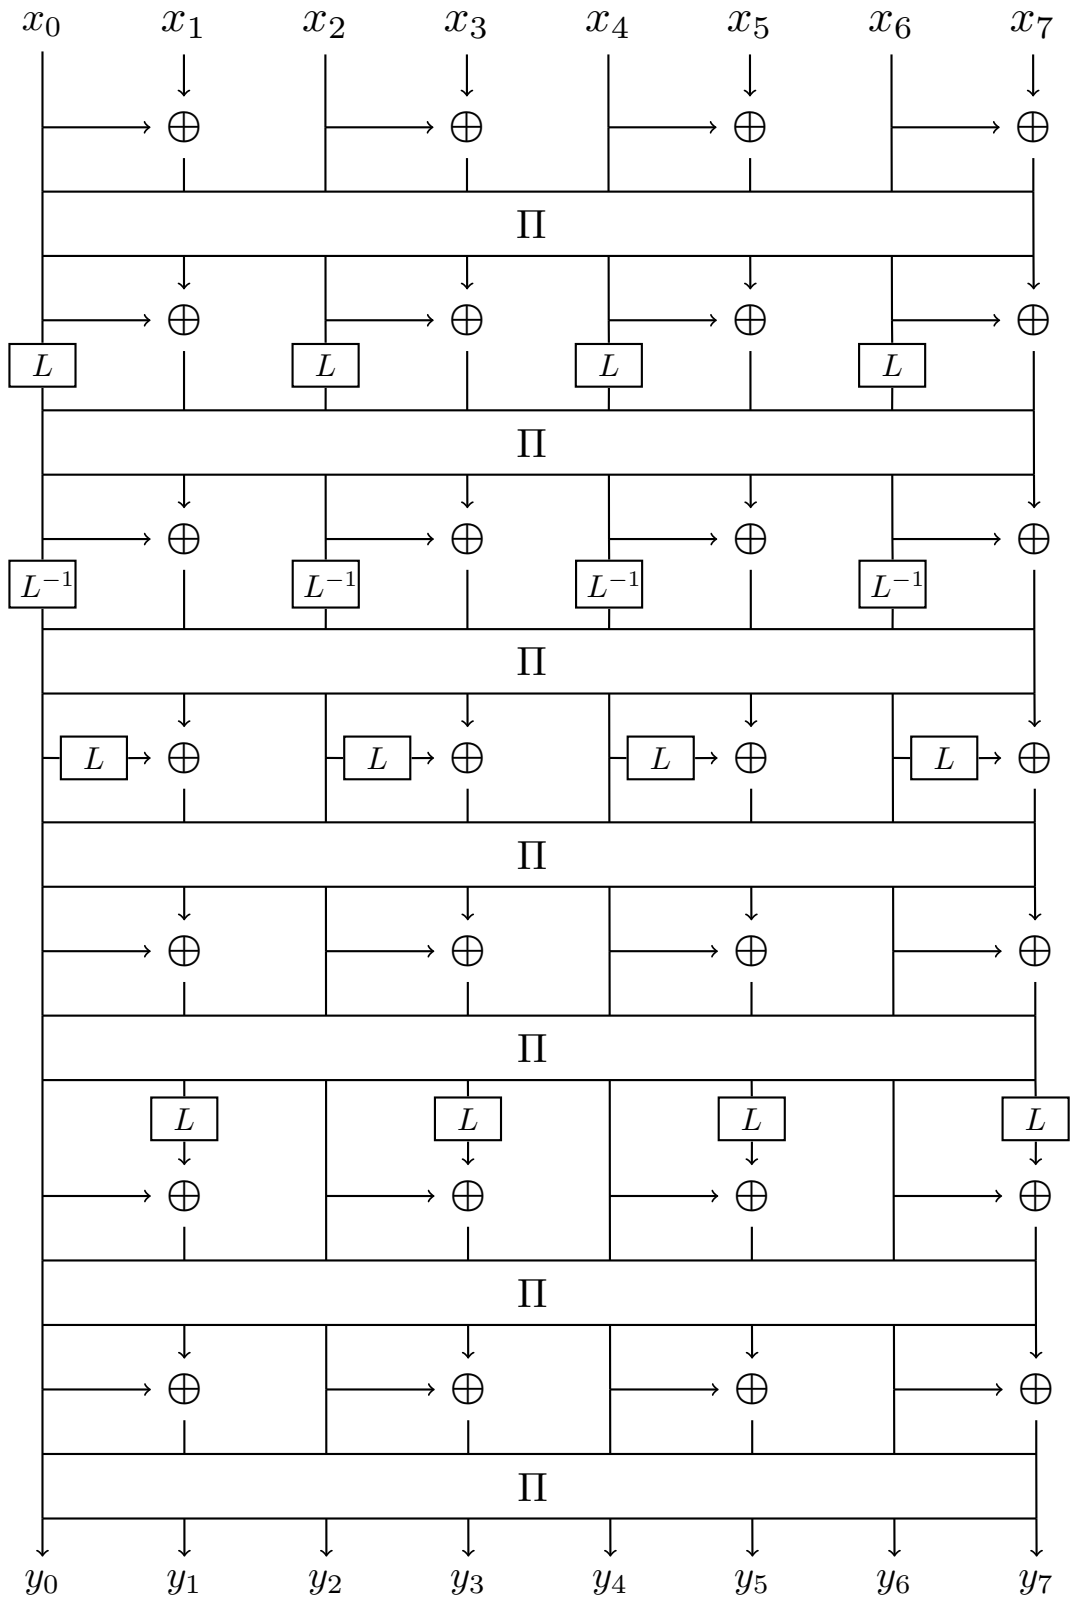 x₀ x₁ x₂ x₃ x₄ x₅ x₆ x₇
Π
L L L L
Π
L⁻¹ L⁻¹ L⁻¹ L⁻¹
Π
L L L L
Π
Π
L L L L
Π
Π
y₀ y₁ y₂ y₃ y₄ y₅ y₆ y₇